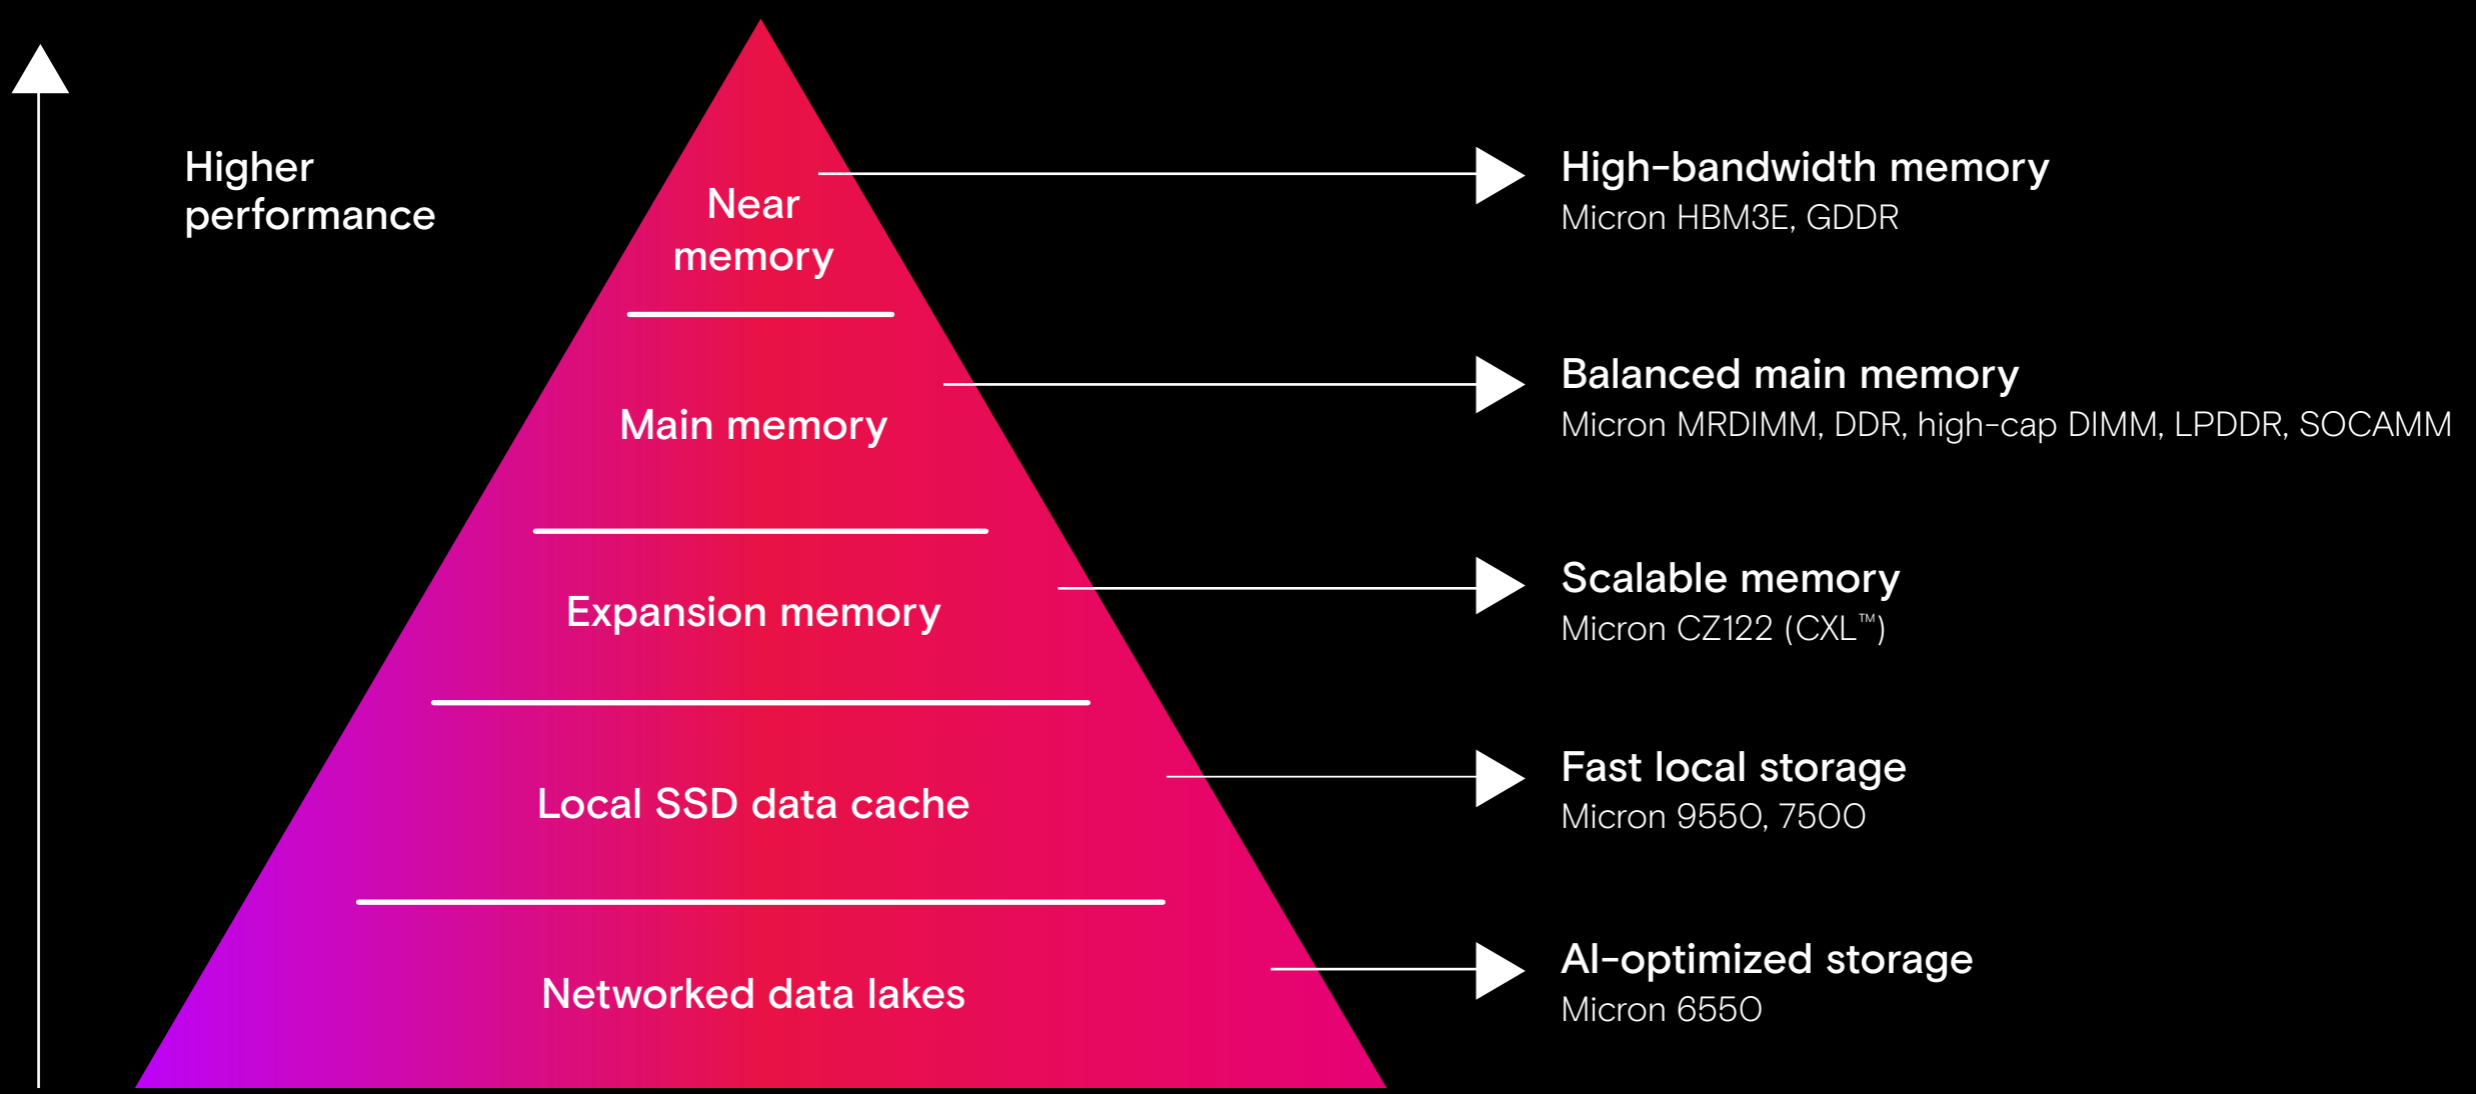 Higher
performance
Near
memory
Main memory
Expansion memory
Local SSD data cache
Networked data lakes
High-bandwidth memory
Micron HBM3E, GDDR
Balanced main memory
Micron MRDIMM, DDR, high-cap DIMM, LPDDR, SOCAMM
Scalable memory
Micron CZ122 (CXL™)
Fast local storage
Micron 9550, 7500
AI-optimized storage
Micron 6550